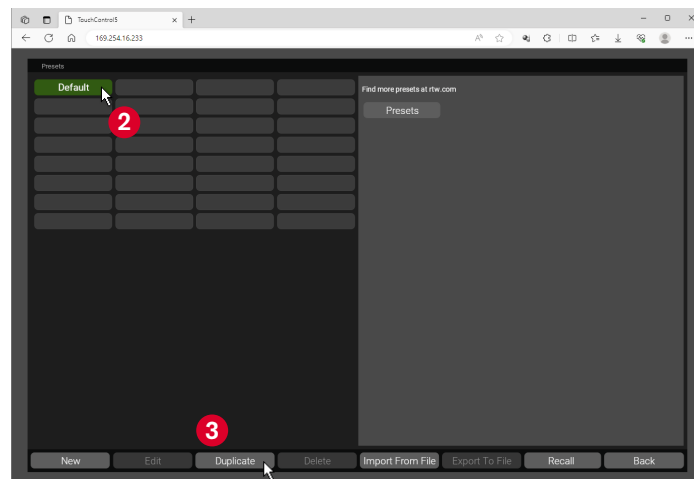 TouchControl5
169.254.16.233
Presets
Default
Find more presets at rtw.com
Presets
2
3
New Edit Duplicate Delete Import From File Export To File Recall Back